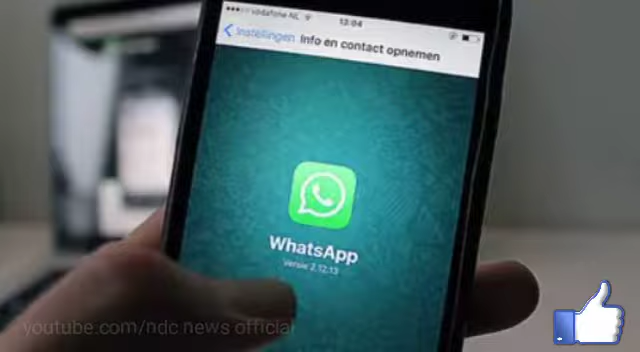 vodafone NL
13:04
Instellingen Info en contact opnemen
WhatsApp
Versie 2.12.13
youtube.com/ndc news official